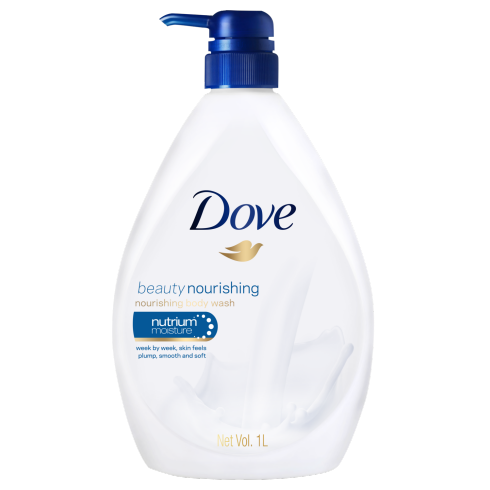 Dove
beauty nourishing
nourishing body wash
nutrium
moisture
week by week, skin feels
plump, smooth and soft
Net Vol. 1L